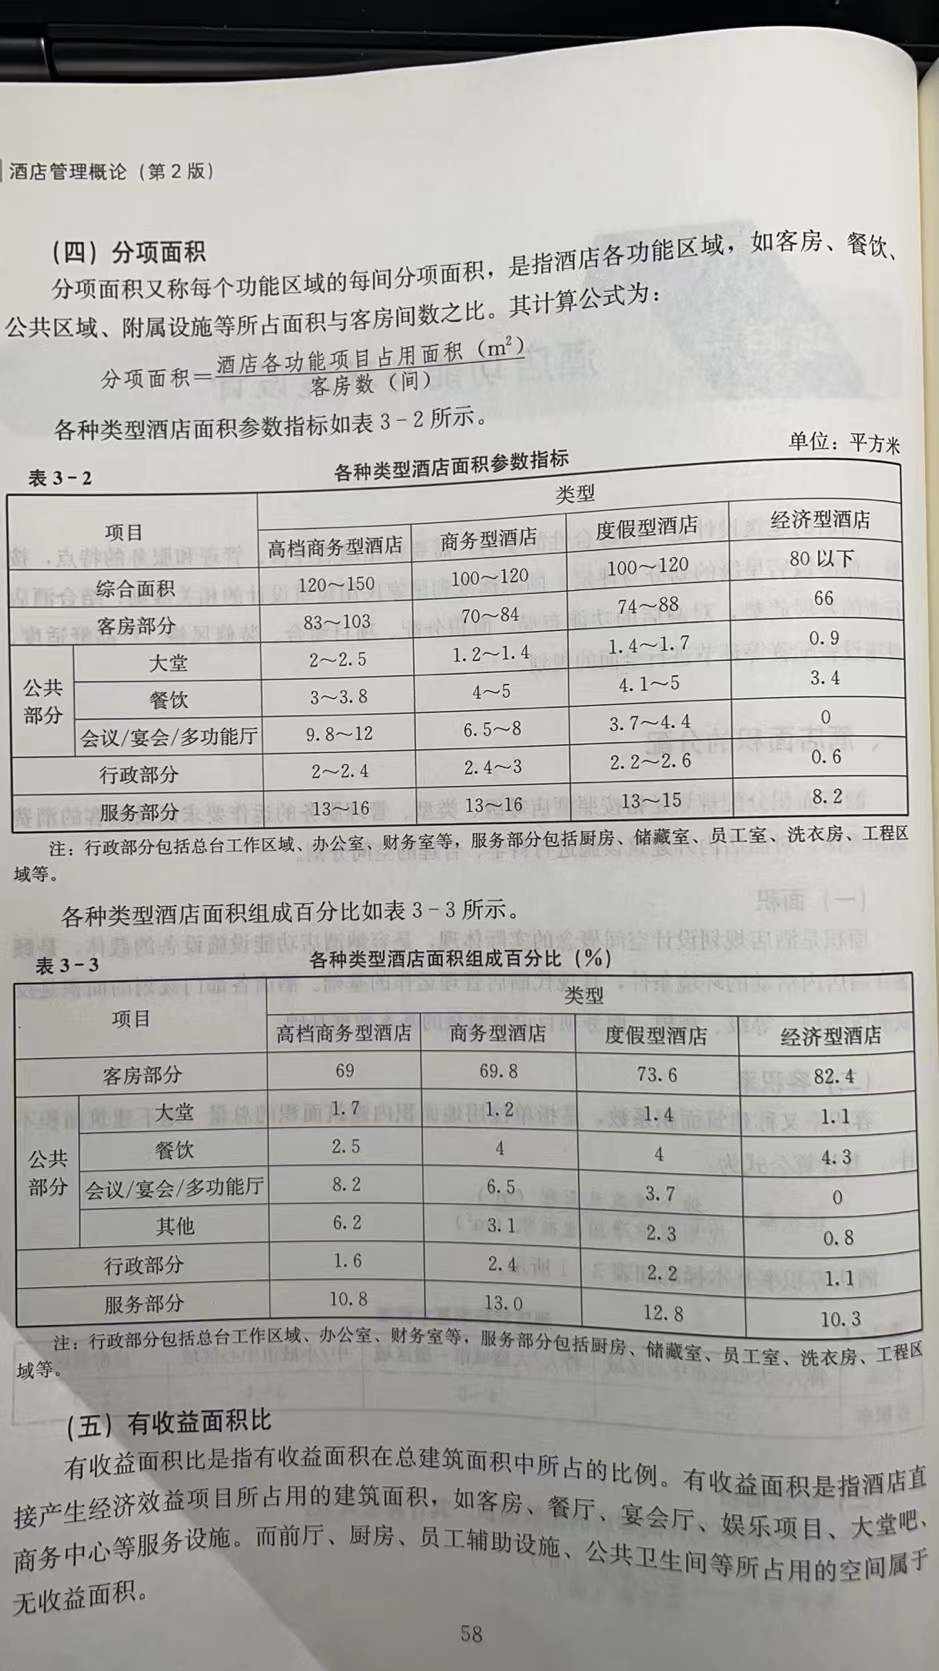 酒店管理概论（第2版）
（四）分项面积
分项面积又称每个功能区域的每间分项面积，是指酒店各功能区域，如客房、餐饮、
公共区域、附属设施等所占面积与客房间数之比。其计算公式为：
分项面积＝酒店各功能项目占用面积（m²）
客房数（间）
各种类型酒店面积参数指标如表3-2所示。
表3-2 各种类型酒店面积参数指标 单位：平方米
项目 类型
高档商务型酒店 商务型酒店 度假型酒店 经济型酒店
综合面积 120～150 100～120 100～120 80以下
客房部分 83～103 70～84 74～88 66
公共部分 大堂 2～2.5 1.2～1.4 1.4～1.7 0.9
餐饮 3～3.8 4～5 4.1～5 3.4
会议/宴会/多功能厅 9.8～12 6.5～8 3.7～4.4 0
行政部分 2～2.4 2.4～3 2.2～2.6 0.6
服务部分 13～16 13～16 13～15 8.2
注：行政部分包括总台工作区域、办公室、财务室等，服务部分包括厨房、储藏室、员工室、洗衣房、工程区
域等。
各种类型酒店面积组成百分比如表3-3所示。
表3-3 各种类型酒店面积组成百分比（%）
项目 类型
高档商务型酒店 商务型酒店 度假型酒店 经济型酒店
客房部分 69 69.8 73.6 82.4
公共部分 大堂 1.7 1.2 1.4 1.1
餐饮 2.5 4 4 4.3
会议/宴会/多功能厅 8.2 6.5 3.7 0
其他 6.2 3.1 2.3 0.8
行政部分 1.6 2.4 2.2 1.1
服务部分 10.8 13.0 12.8 10.3
注：行政部分包括总台工作区域、办公室、财务室等，服务部分包括厨房、储藏室、员工室、洗衣房、工程区
域等。
（五）有收益面积比
有收益面积比是指有收益面积在总建筑面积中所占的比例。有收益面积是指酒店直
接产生经济效益项目所占用的建筑面积，如客房、餐厅、宴会厅、娱乐项目、大堂吧、
商务中心等服务设施。而前厅、厨房、员工辅助设施、公共卫生间等所占用的空间属于
无收益面积。
58